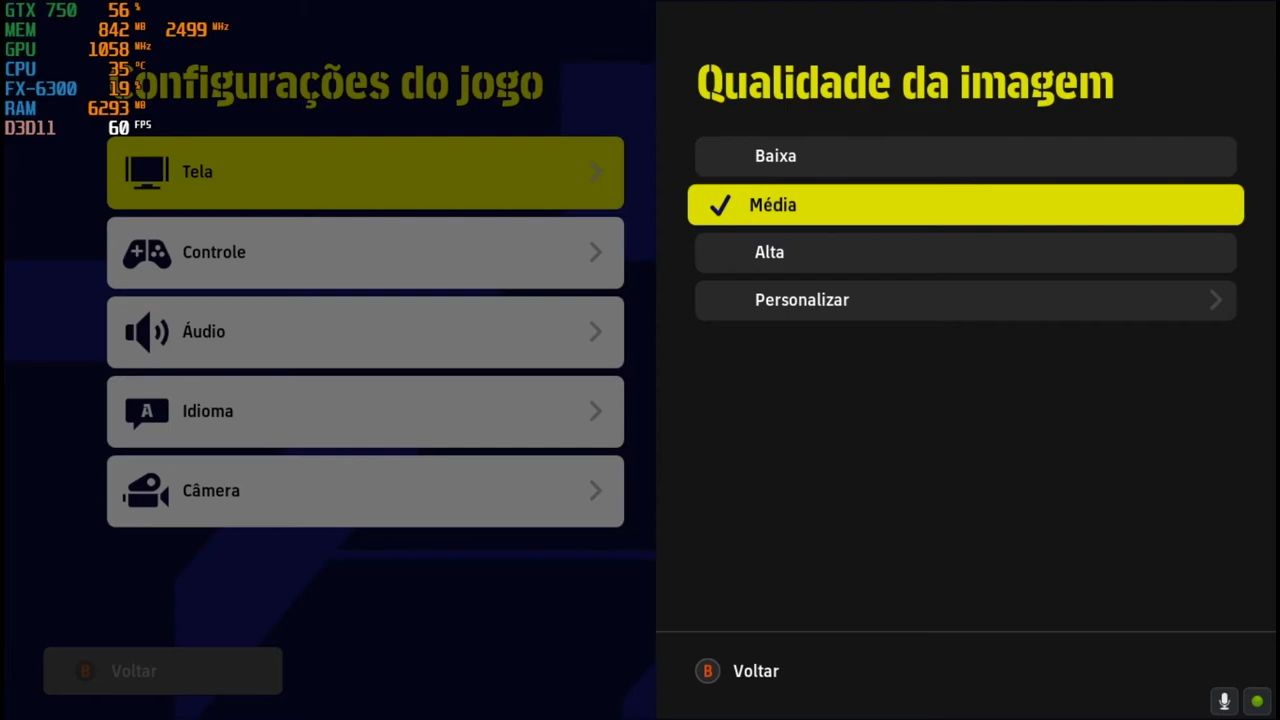 GTX 750 56 %
MEM 842 MB 2499 MHz
GPU 1058 MHz
CPU 35 °C
FX-6300 19 %
RAM 6293 MB
D3D11 60 FPS
Configurações do jogo
Tela
Controle
Áudio
A Idioma
Câmera
B Voltar
Qualidade da imagem
Baixa
Média
Alta
Personalizar
B Voltar